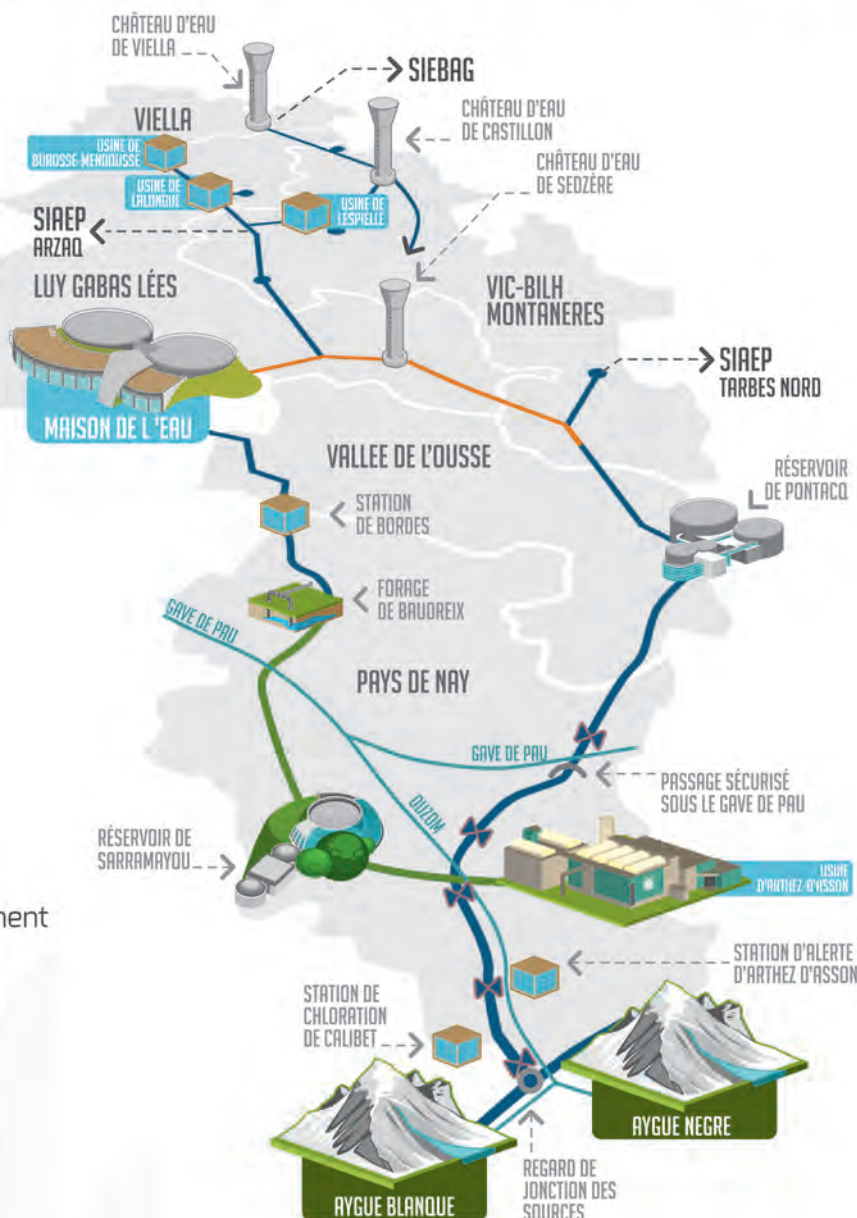 CHÂTEAU D'EAU
DE VIELLA
SIEBAG
CHÂTEAU D'EAU
DE CASTILLON
VIELLA
USINE DE
BUROSSE-MENDOUSSE
CHÂTEAU D'EAU
DE SEDZÈRE
USINE DE
LALONGUE
USINE DE
LESPIELLE
SIAEP
ARZAQ
LUY GABAS LÉES
VIC-BILH
MONTANERES
SIAEP
TARBES NORD
MAISON DE L'EAU
VALLEE DE L'OUSSE
RÉSERVOIR
DE PONTACQ
STATION
DE BORDES
FORAGE
DE BAUDREIX
GAVE DE PAU
PAYS DE NAY
GAVE DE PAU
PASSAGE SÉCURISÉ
SOUS LE GAVE DE PAU
OUZOM
RÉSERVOIR DE
SARRAMAYOU
USINE
D'ARTHEZ-D'ASSON
ment
STATION D'ALERTE
D'ARTHEZ D'ASSON
STATION DE
CHLORATION
DE CALIBET
AYGUE NEGRE
AYGUE BLANQUE
REGARD DE
JONCTION DES
SOURCES